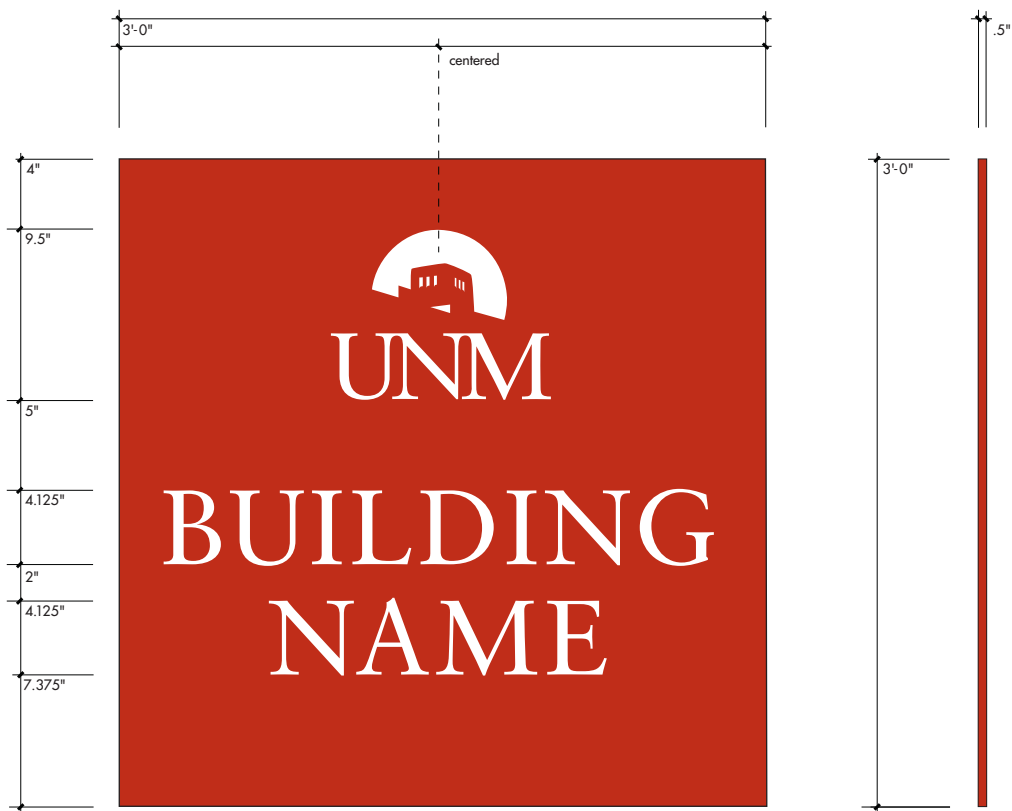 3'-0"
.5"
centered
4"
3'-0"
9.5"
UNM
5"
BUILDING
4.125"
2"
NAME
4.125"
7.375"